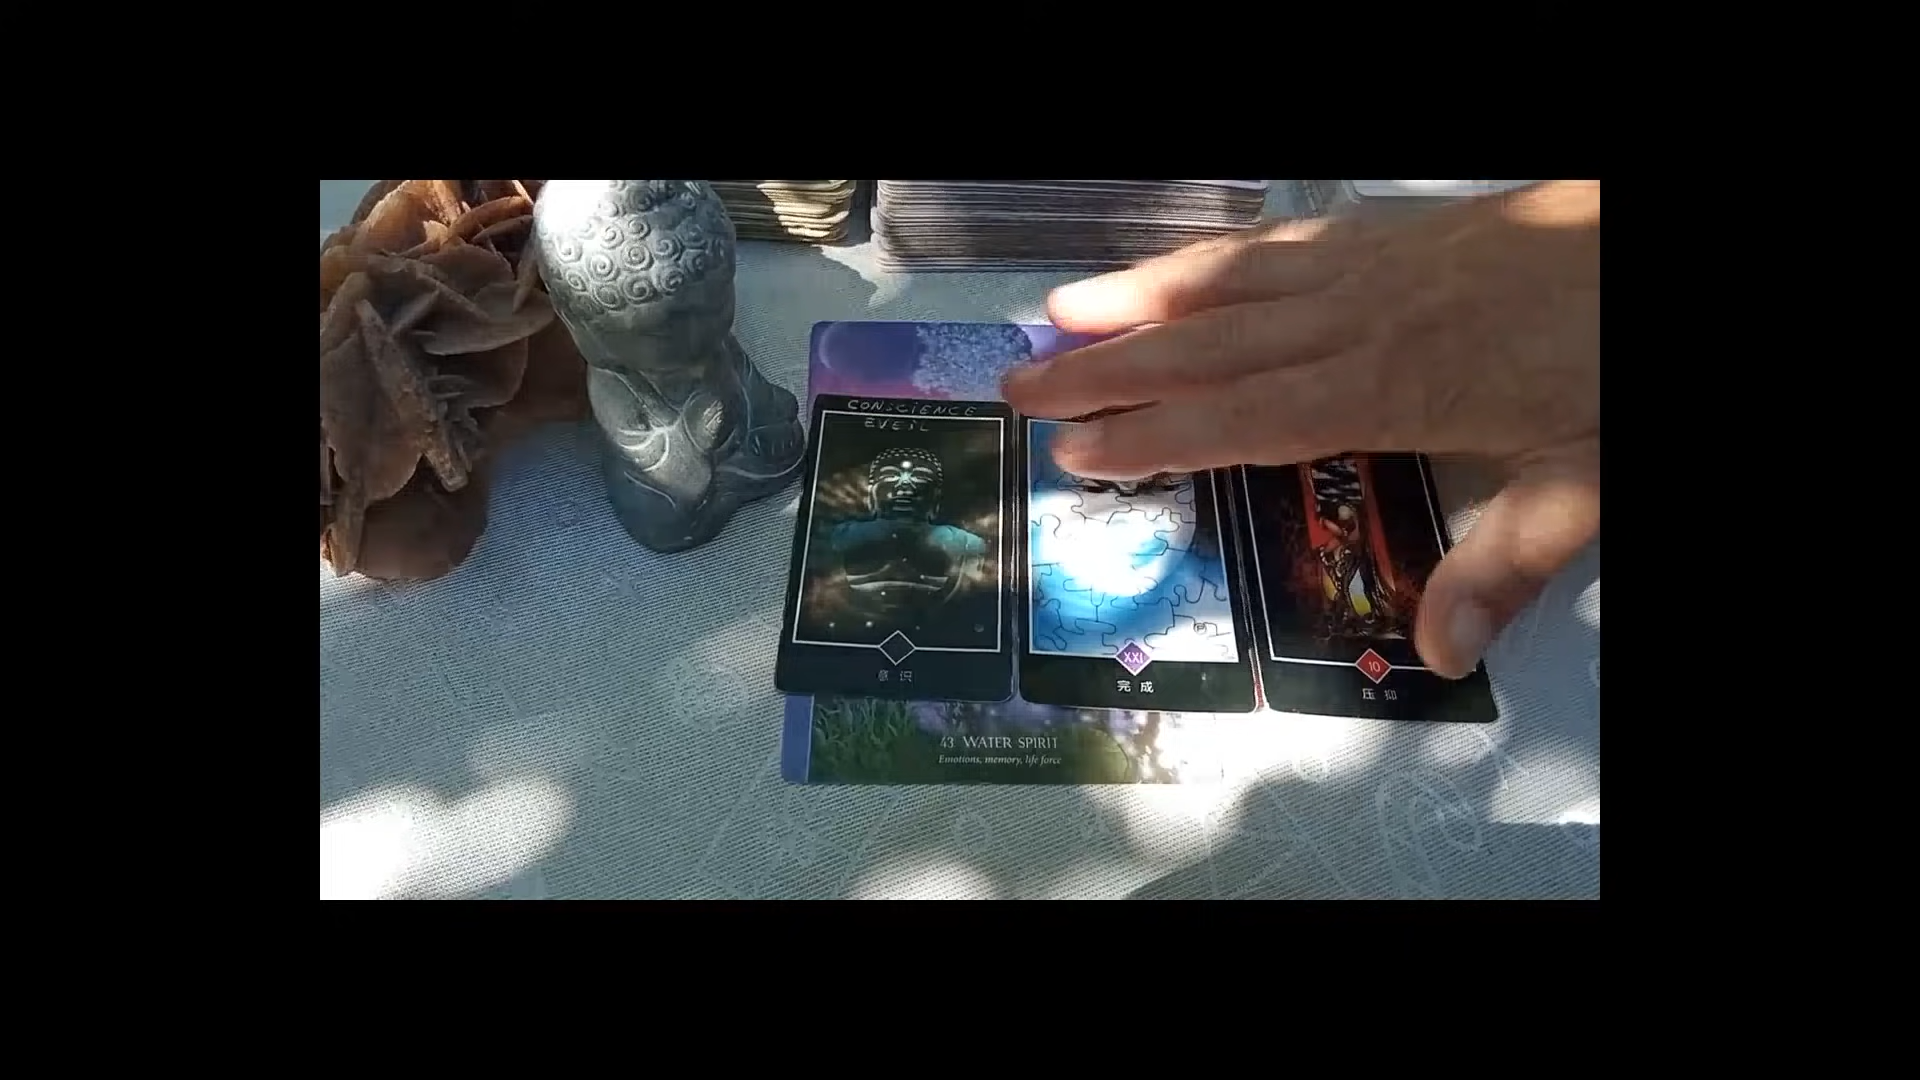 CONSCIENCE
EVEIL
意识
XXI
完成
10
压抑
43 WATER SPIRIT
Emotions, memory, life force